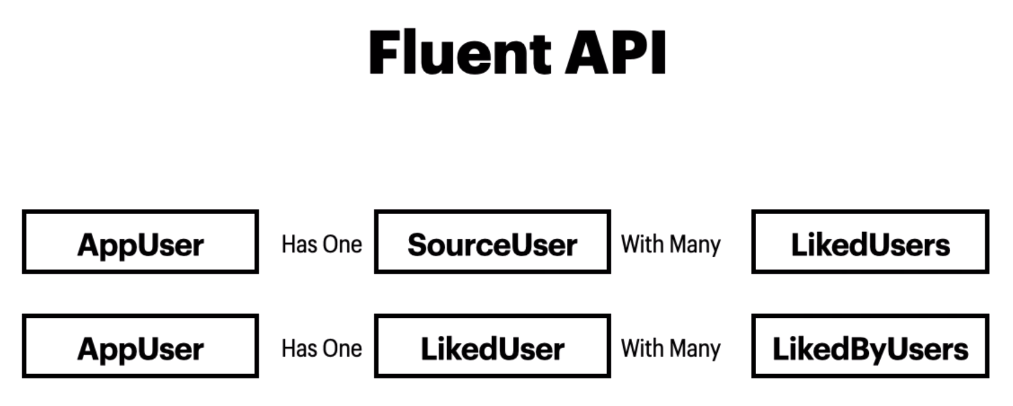 Fluent API
AppUser Has One SourceUser With Many LikedUsers
AppUser Has One LikedUser With Many LikedByUsers